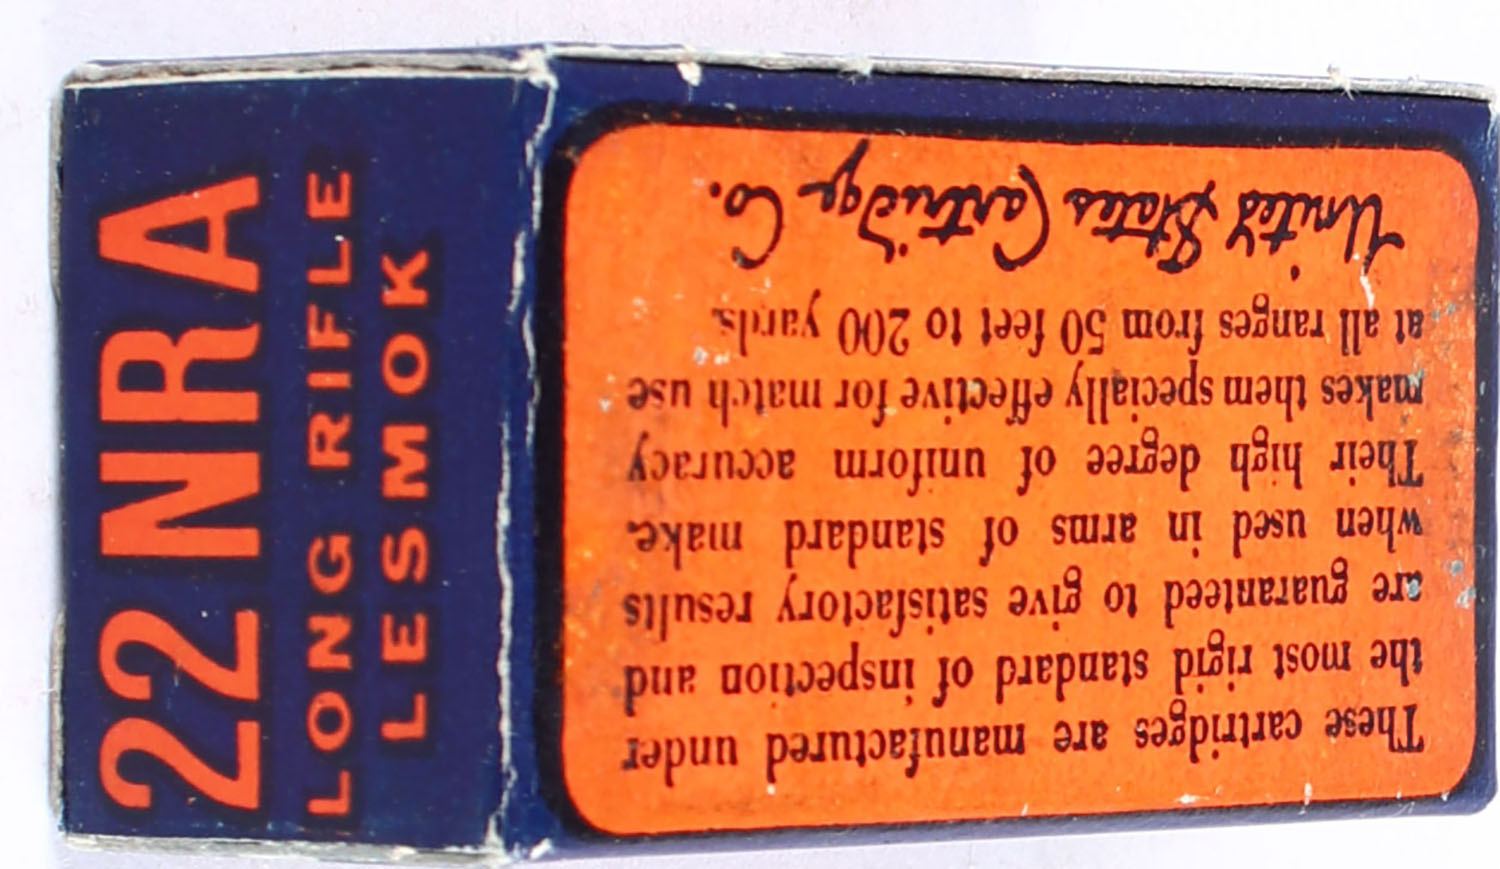 22 NRA
LONG RIFLE
LESMOK
These cartridges are manufactured under
the most rigid standard of inspection and
are guaranteed to give satisfactory results
when used in arms of standard make.
Their high degree of uniform accuracy
makes them specially effective for match use
at all ranges from 50 feet to 200 yards.
United States Cartridge Co.